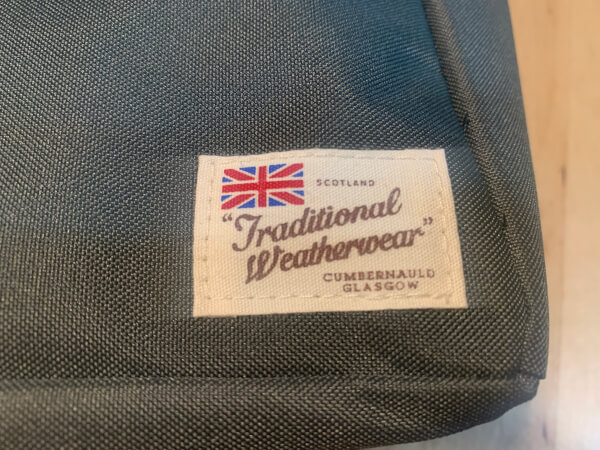 SCOTLAND
"Traditional
Weatherwear"
CUMBERNAULD
GLASGOW